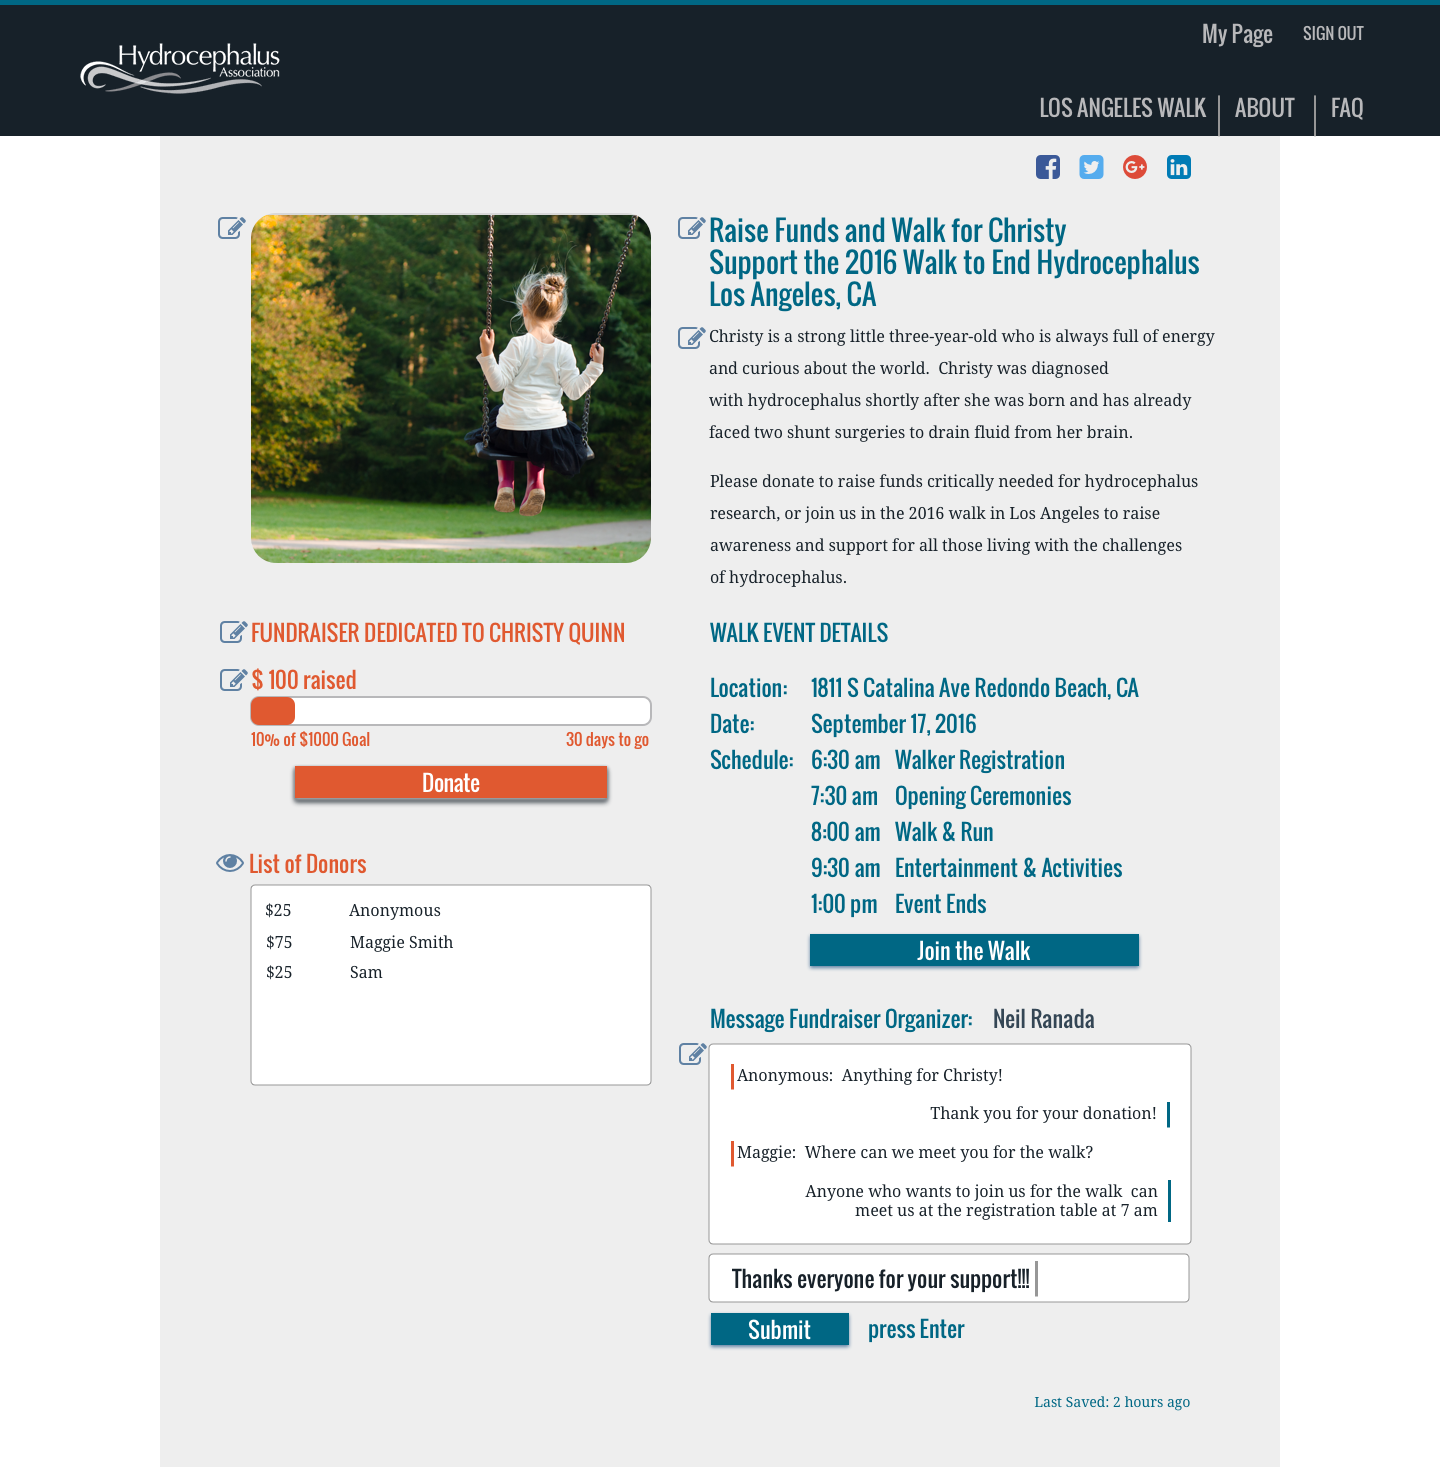 Hydrocephalus
Association
My Page
SIGN OUT
LOS ANGELES WALK
ABOUT
FAQ
Raise Funds and Walk for Christy
Support the 2016 Walk to End Hydrocephalus
Los Angeles, CA
Christy is a strong little three-year-old who is always full of energy
and curious about the world.  Christy was diagnosed
with hydrocephalus shortly after she was born and has already
faced two shunt surgeries to drain fluid from her brain.
Please donate to raise funds critically needed for hydrocephalus
research, or join us in the 2016 walk in Los Angeles to raise
awareness and support for all those living with the challenges
of hydrocephalus.
FUNDRAISER DEDICATED TO CHRISTY QUINN
$ 100 raised
10% of $1000 Goal
30 days to go
Donate
List of Donors
$25 Anonymous
$75 Maggie Smith
$25 Sam
WALK EVENT DETAILS
Location: 1811 S Catalina Ave Redondo Beach, CA
Date: September 17, 2016
Schedule: 6:30 am Walker Registration
7:30 am Opening Ceremonies
8:00 am Walk & Run
9:30 am Entertainment & Activities
1:00 pm Event Ends
Join the Walk
Message Fundraiser Organizer: Neil Ranada
Anonymous:  Anything for Christy!
Thank you for your donation!
Maggie:  Where can we meet you for the walk?
Anyone who wants to join us for the walk  can
meet us at the registration table at 7 am
Thanks everyone for your support!!!
Submit
press Enter
Last Saved: 2 hours ago